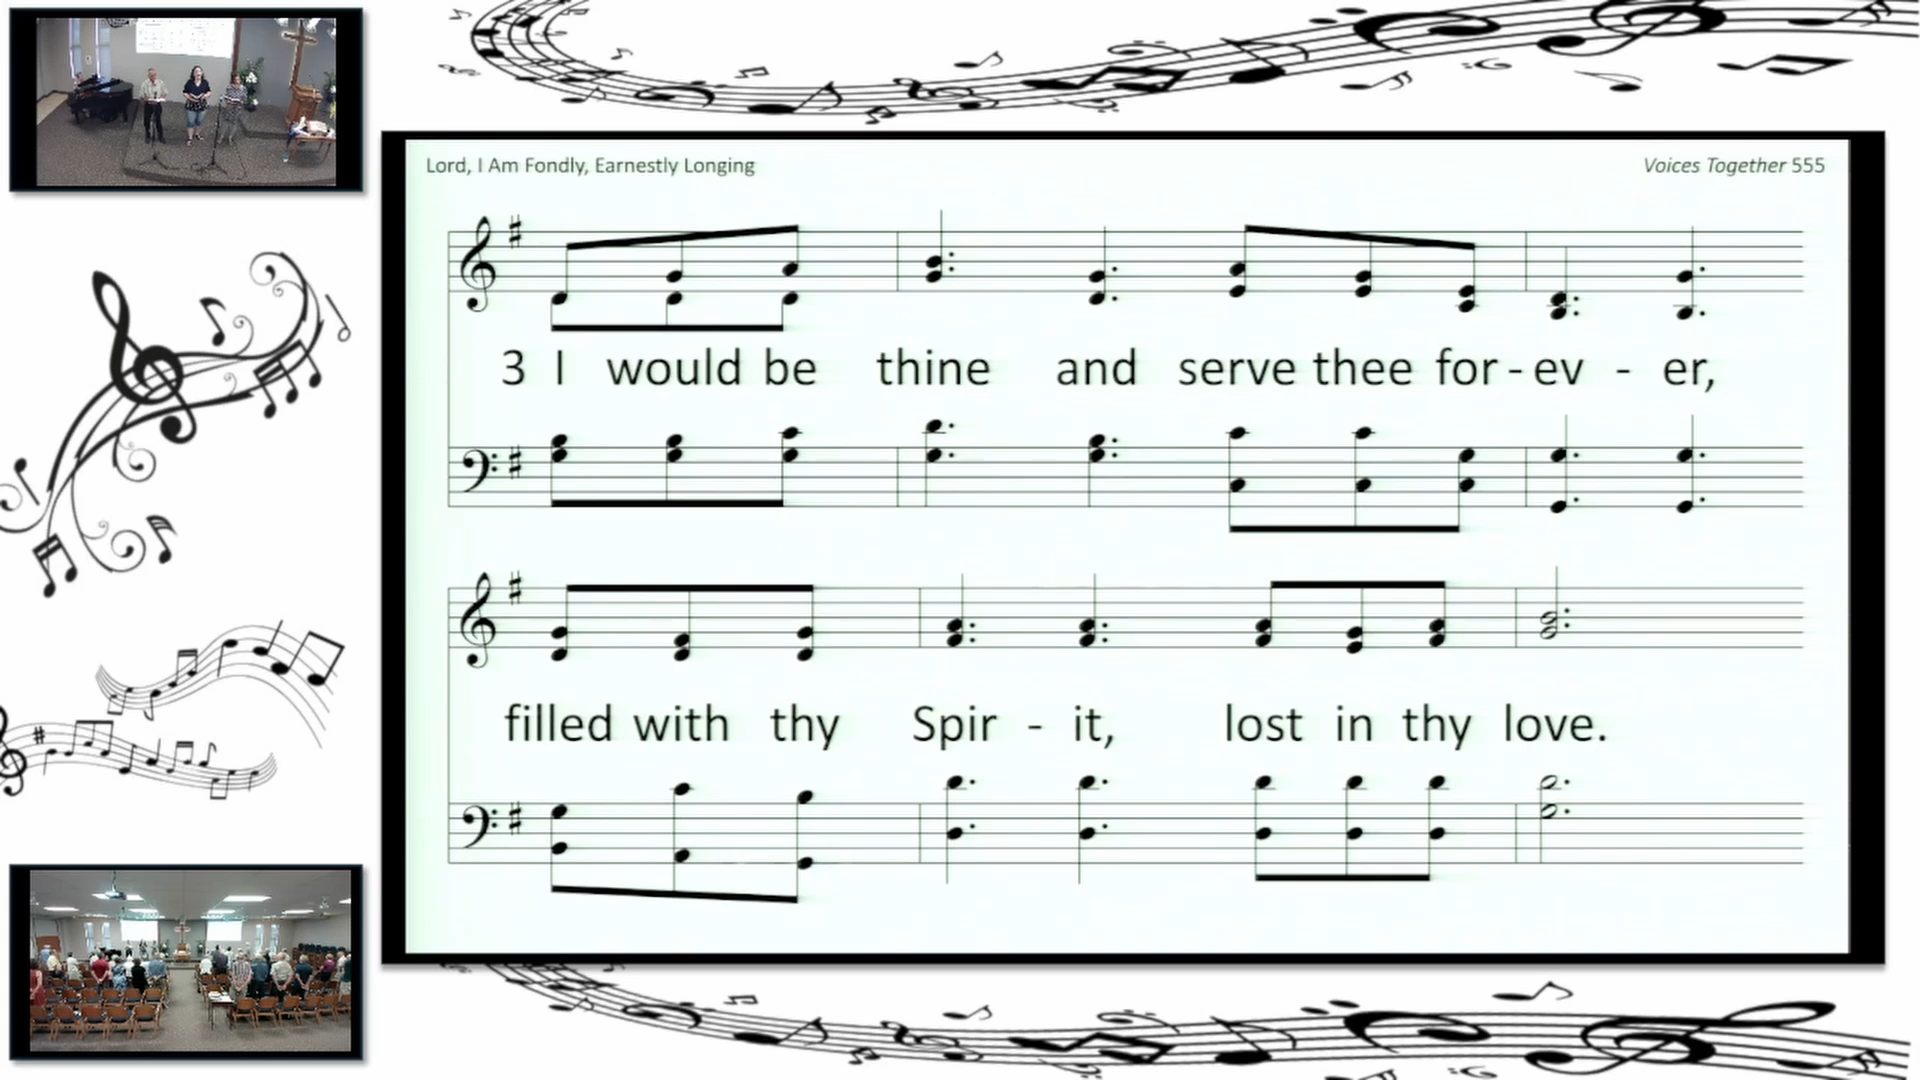 Lord, I Am Fondly, Earnestly Longing
Voices Together 555
3 I would be thine and serve thee for - ev - er,
filled with thy Spir - it, lost in thy love.